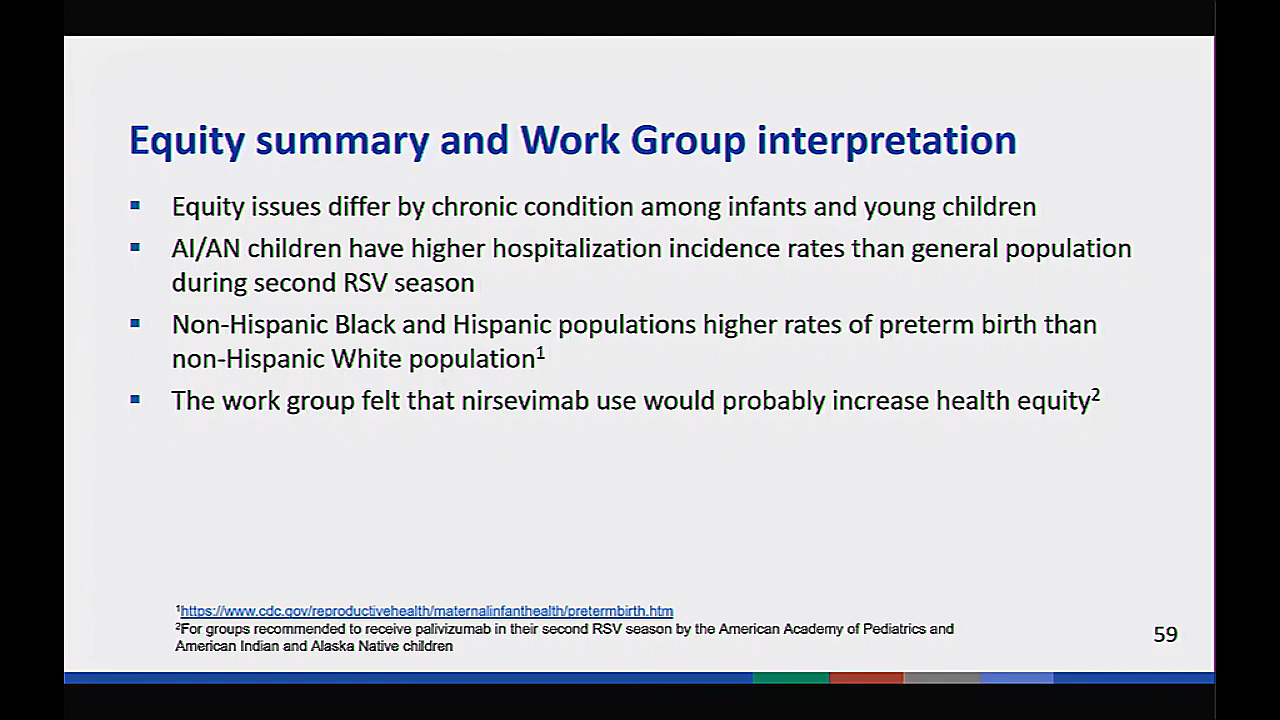 Equity summary and Work Group interpretation
▪ Equity issues differ by chronic condition among infants and young children
▪ AI/AN children have higher hospitalization incidence rates than general population
during second RSV season
▪ Non-Hispanic Black and Hispanic populations higher rates of preterm birth than
non-Hispanic White population¹
▪ The work group felt that nirsevimab use would probably increase health equity²
¹https://www.cdc.gov/reproductivehealth/maternalinfanthealth/pretermbirth.htm
²For groups recommended to receive palivizumab in their second RSV season by the American Academy of Pediatrics and
American Indian and Alaska Native children
59